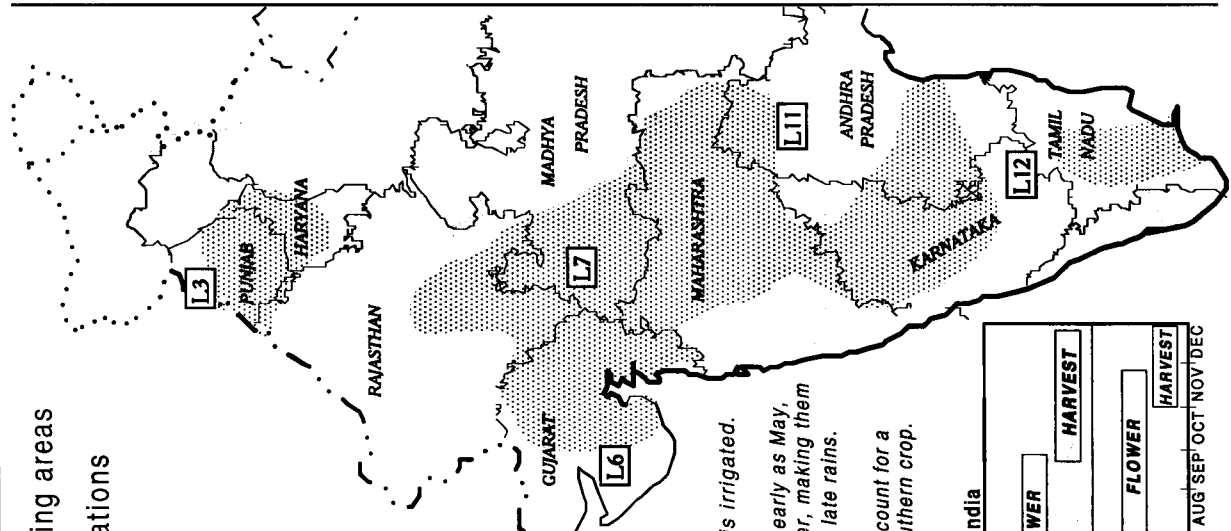 ing areas
ations
L3
PUNJAB
HARYANA
RAJASTHAN
MADHYA
PRADESH
GUJARAT
L6
L7
MAHARASHTRA
L11
ANDHRA
PRADESH
KARNATAKA
L12
TAMIL
NADU
s irrigated.
early as May,
er, making them
late rains.
count for a
uthern crop.
ndia
WER
HARVEST
FLOWER
HARVEST
AUG SEP OCT NOV DEC